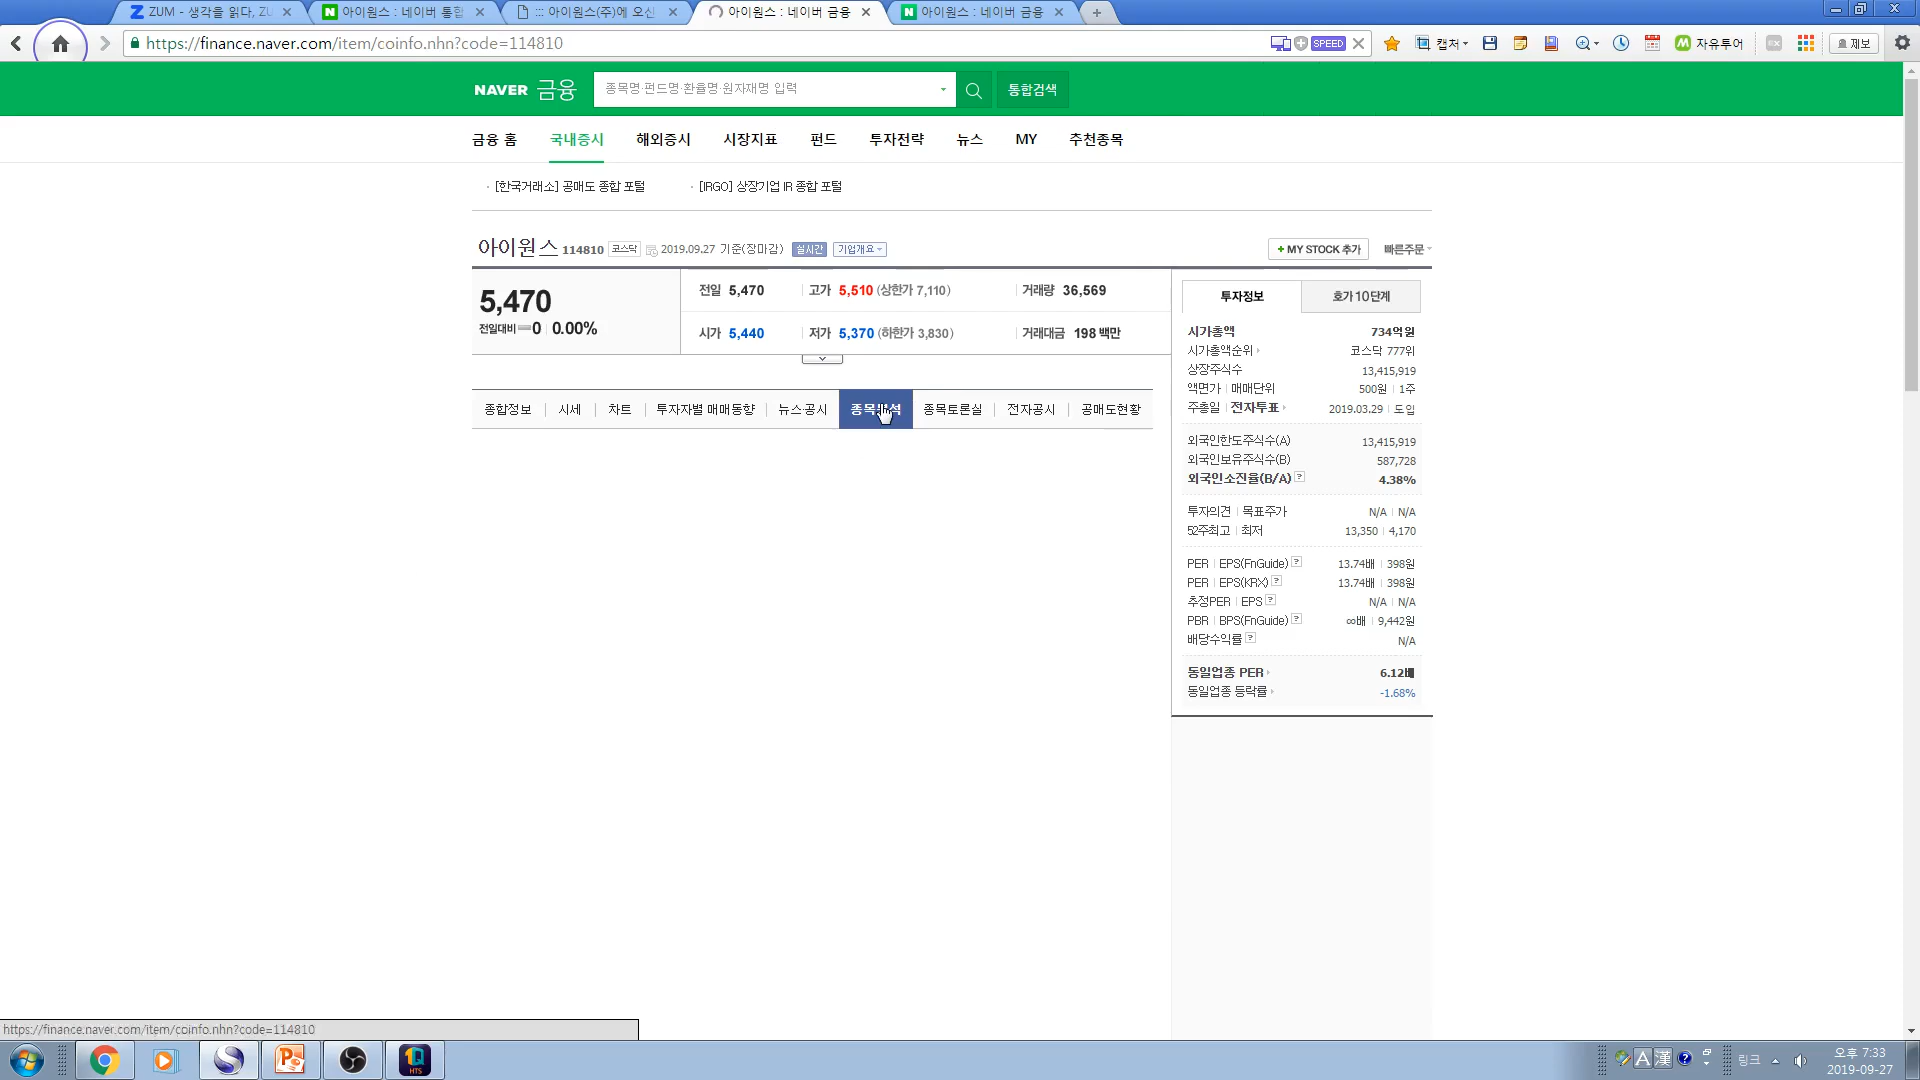 ZUM - 생각을 읽다, ZU
아이원스 : 네이버 통합
::: 아이원스(주)에 오신
아이원스 : 네이버 금융
아이원스 : 네이버 금융
https://finance.naver.com/item/coinfo.nhn?code=114810
SPEED
캡처
자유투어
제보
NAVER 금융
종목명·펀드명·환율명·원자재명 입력
통합검색
금융 홈 국내증시 해외증시 시장지표 펀드 투자전략 뉴스 MY 추천종목
· [한국거래소] 공매도 종합 포털 · [IRGO] 상장기업 IR 종합 포털
아이원스 114810 코스닥 2019.09.27 기준(장마감) 실시간 기업개요
+ MY STOCK 추가 빠른주문
5,470
전일대비 0 0.00%
전일 5,470 고가 5,510 (상한가 7,110) 거래량 36,569
시가 5,440 저가 5,370 (하한가 3,830) 거래대금 198 백만
종합정보 시세 차트 투자자별 매매동향 뉴스·공시 종목분석 종목토론실 전자공시 공매도현황
투자정보 호가 10단계
시가총액 734억원
시가총액순위 코스닥 777위
상장주식수 13,415,919
액면가 매매단위 500원 1주
주총일 전자투표 2019.03.29 도입
외국인한도주식수(A) 13,415,919
외국인보유주식수(B) 587,728
외국인소진율(B/A) ? 4.38%
투자의견 목표주가 N/A N/A
52주최고 최저 13,350 4,170
PER EPS(FnGuide) ? 13.74배 398원
PER EPS(KRX) ? 13.74배 398원
추정PER EPS ? N/A N/A
PBR BPS(FnGuide) ? ∞배 9,442원
배당수익률 ? N/A
동일업종 PER 6.12배
동일업종 등락률 -1.68%
https://finance.naver.com/item/coinfo.nhn?code=114810
HTS
A 漢 ? 링크
오후 7:33
2019-09-27